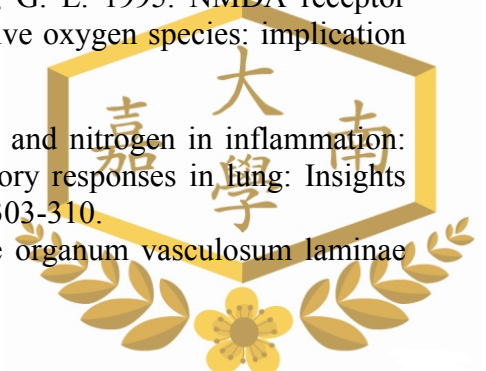 G. E. 1995. NMDA receptor
ive oxygen species: implication
and nitrogen in inflammation:
ory responses in lung: Insights
303-310.
e organum vasculosum laminae
大
嘉 南
學